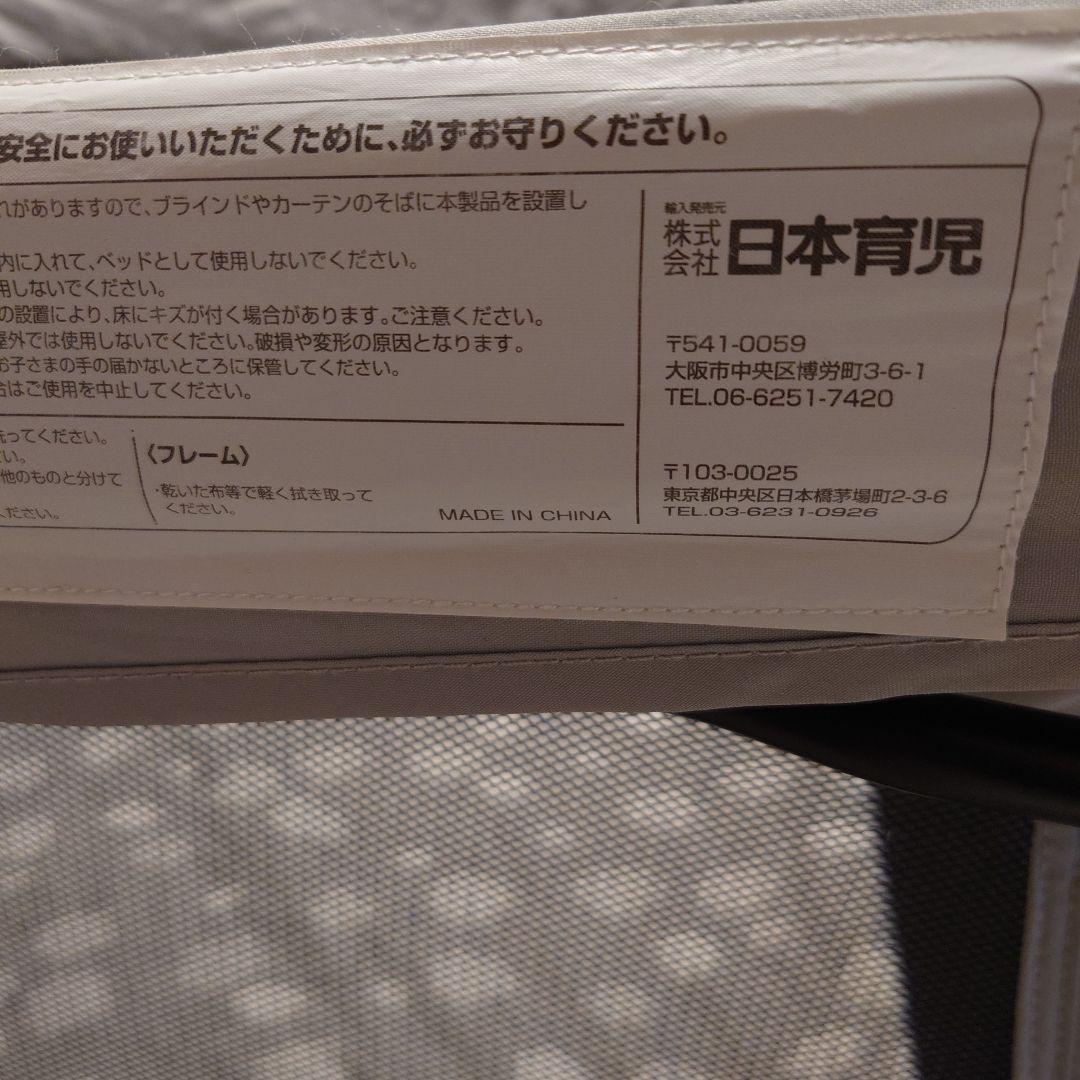 安全にお使いいただくために、必ずお守りください。
れがありますので、ブラインドやカーテンのそばに本製品を設置し
内に入れて、ベッドとして使用しないでください。
用しないでください。
の設置により、床にキズが付く場合があります。ご注意ください。
屋外では使用しないでください。破損や変形の原因となります。
お子さまの手の届かないところに保管してください。
合はご使用を中止してください。
洗ってください。
さい。
他のものと分けて
ください。
〈フレーム〉
・乾いた布等で軽く拭き取って
ください。
MADE IN CHINA
輸入発売元
株式会社 日本育児
〒541-0059
大阪市中央区博労町3-6-1
TEL.06-6251-7420
〒103-0025
東京都中央区日本橋茅場町2-3-6
TEL.03-6231-0926